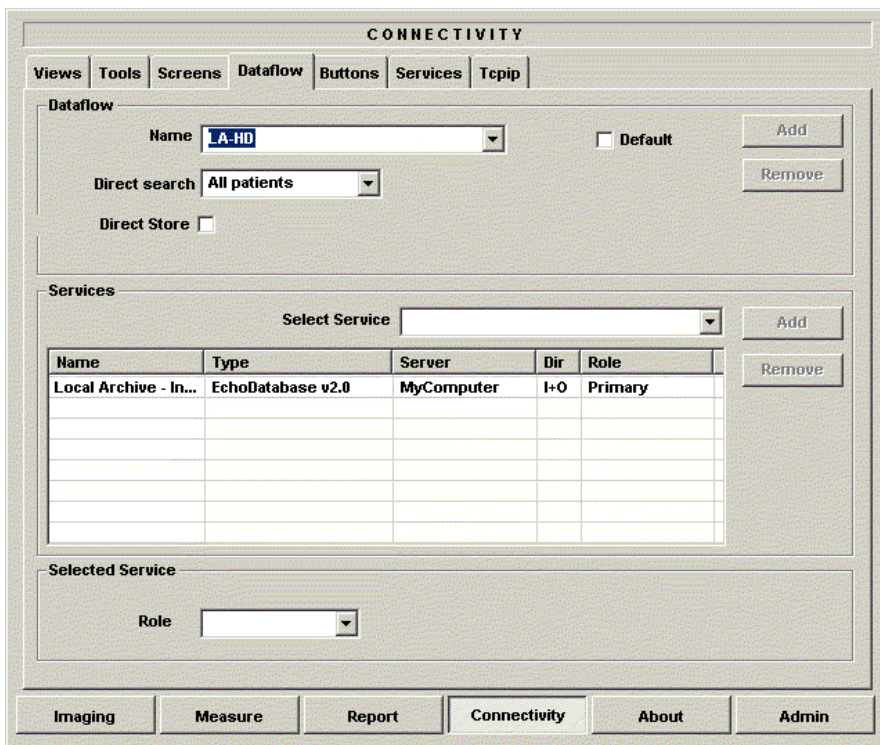 CONNECTIVITY
Views Tools Screens Dataflow Buttons Services Tcpip
Dataflow
Name LA-HD Default Add
Direct search All patients Remove
Direct Store
Services
Select Service Add
Name Type Server Dir Role Remove
Local Archive - In... EchoDatabase v2.0 MyComputer I+O Primary
Selected Service
Role
Imaging Measure Report Connectivity About Admin